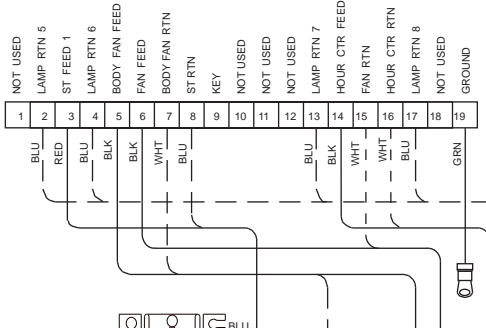 NOT USED
LAMP RTN 5
ST FEED 1
LAMP RTN 6
BODY FAN FEED
FAN FEED
BODY FAN RTN
ST RTN
KEY
NOT USED
NOT USED
NOT USED
LAMP RTN 7
HOUR CTR FEED
FAN RTN
HOUR CTR RTN
LAMP RTN 8
NOT USED
GROUND
1 2 3 4 5 6 7 8 9 10 11 12 13 14 15 16 17 18 19
BLU
RED
BLU
BLK
BLK
WHT
BLU
BLU
BLK
WHT
WHT
BLU
GRN
BLU